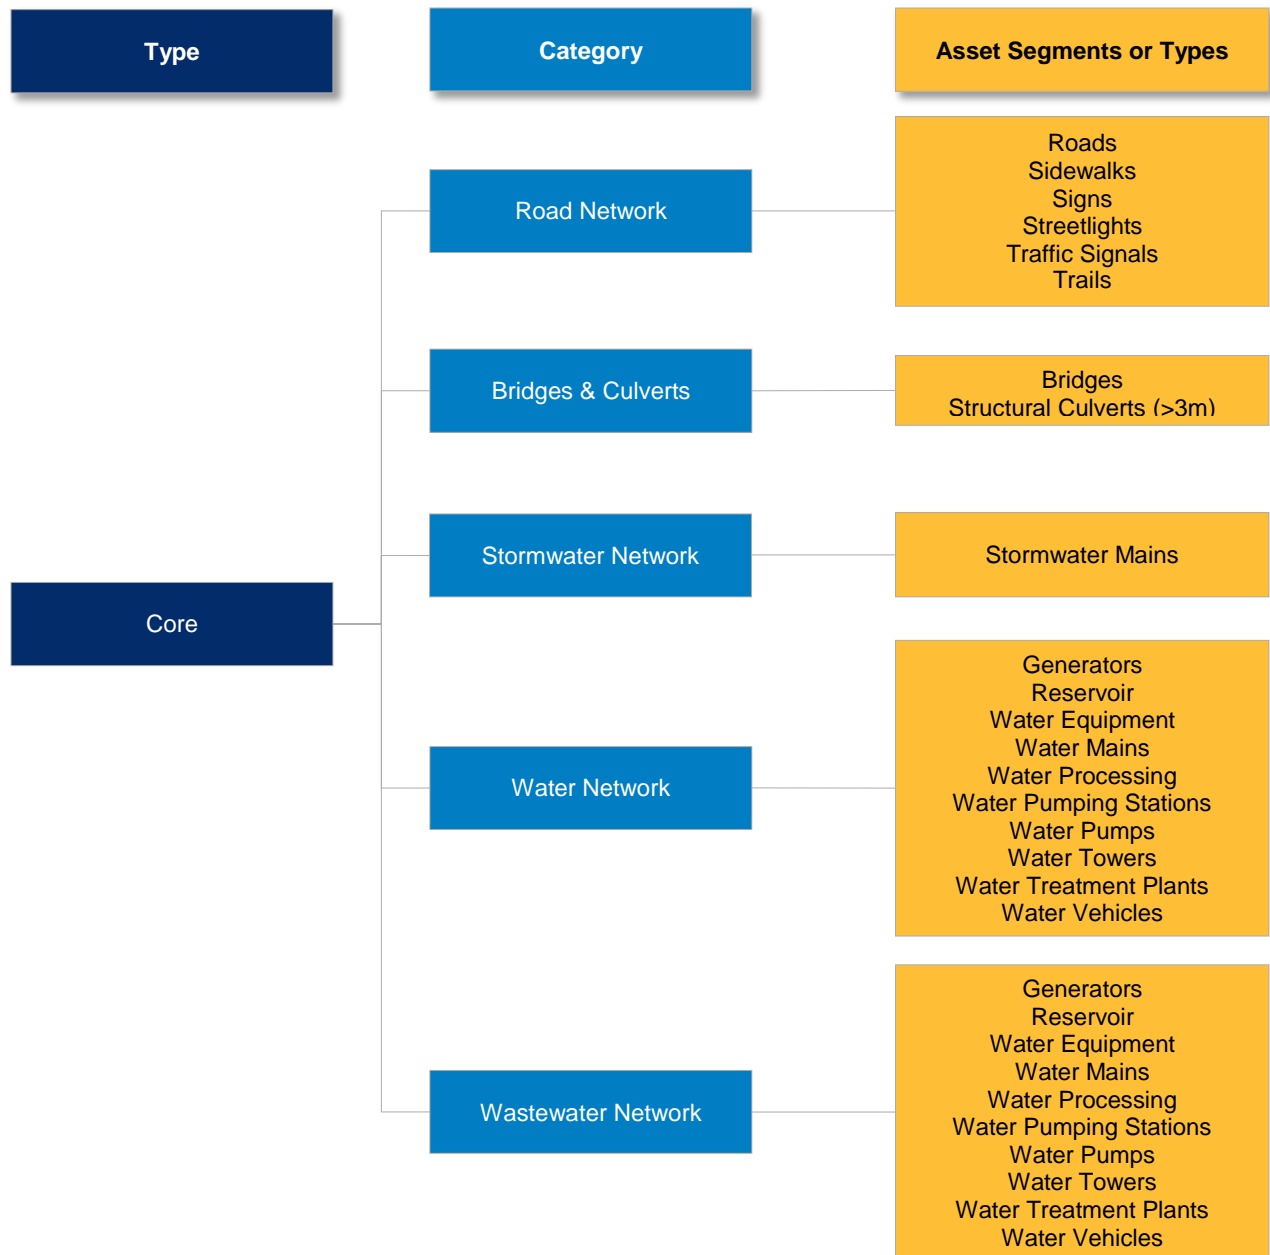 Type
Category
Asset Segments or Types
Road Network
Roads
Sidewalks
Signs
Streetlights
Traffic Signals
Trails
Bridges & Culverts
Bridges
Structural Culverts (>3m)
Stormwater Network
Stormwater Mains
Core
Water Network
Generators
Reservoir
Water Equipment
Water Mains
Water Processing
Water Pumping Stations
Water Pumps
Water Towers
Water Treatment Plants
Water Vehicles
Wastewater Network
Generators
Reservoir
Water Equipment
Water Mains
Water Processing
Water Pumping Stations
Water Pumps
Water Towers
Water Treatment Plants
Water Vehicles